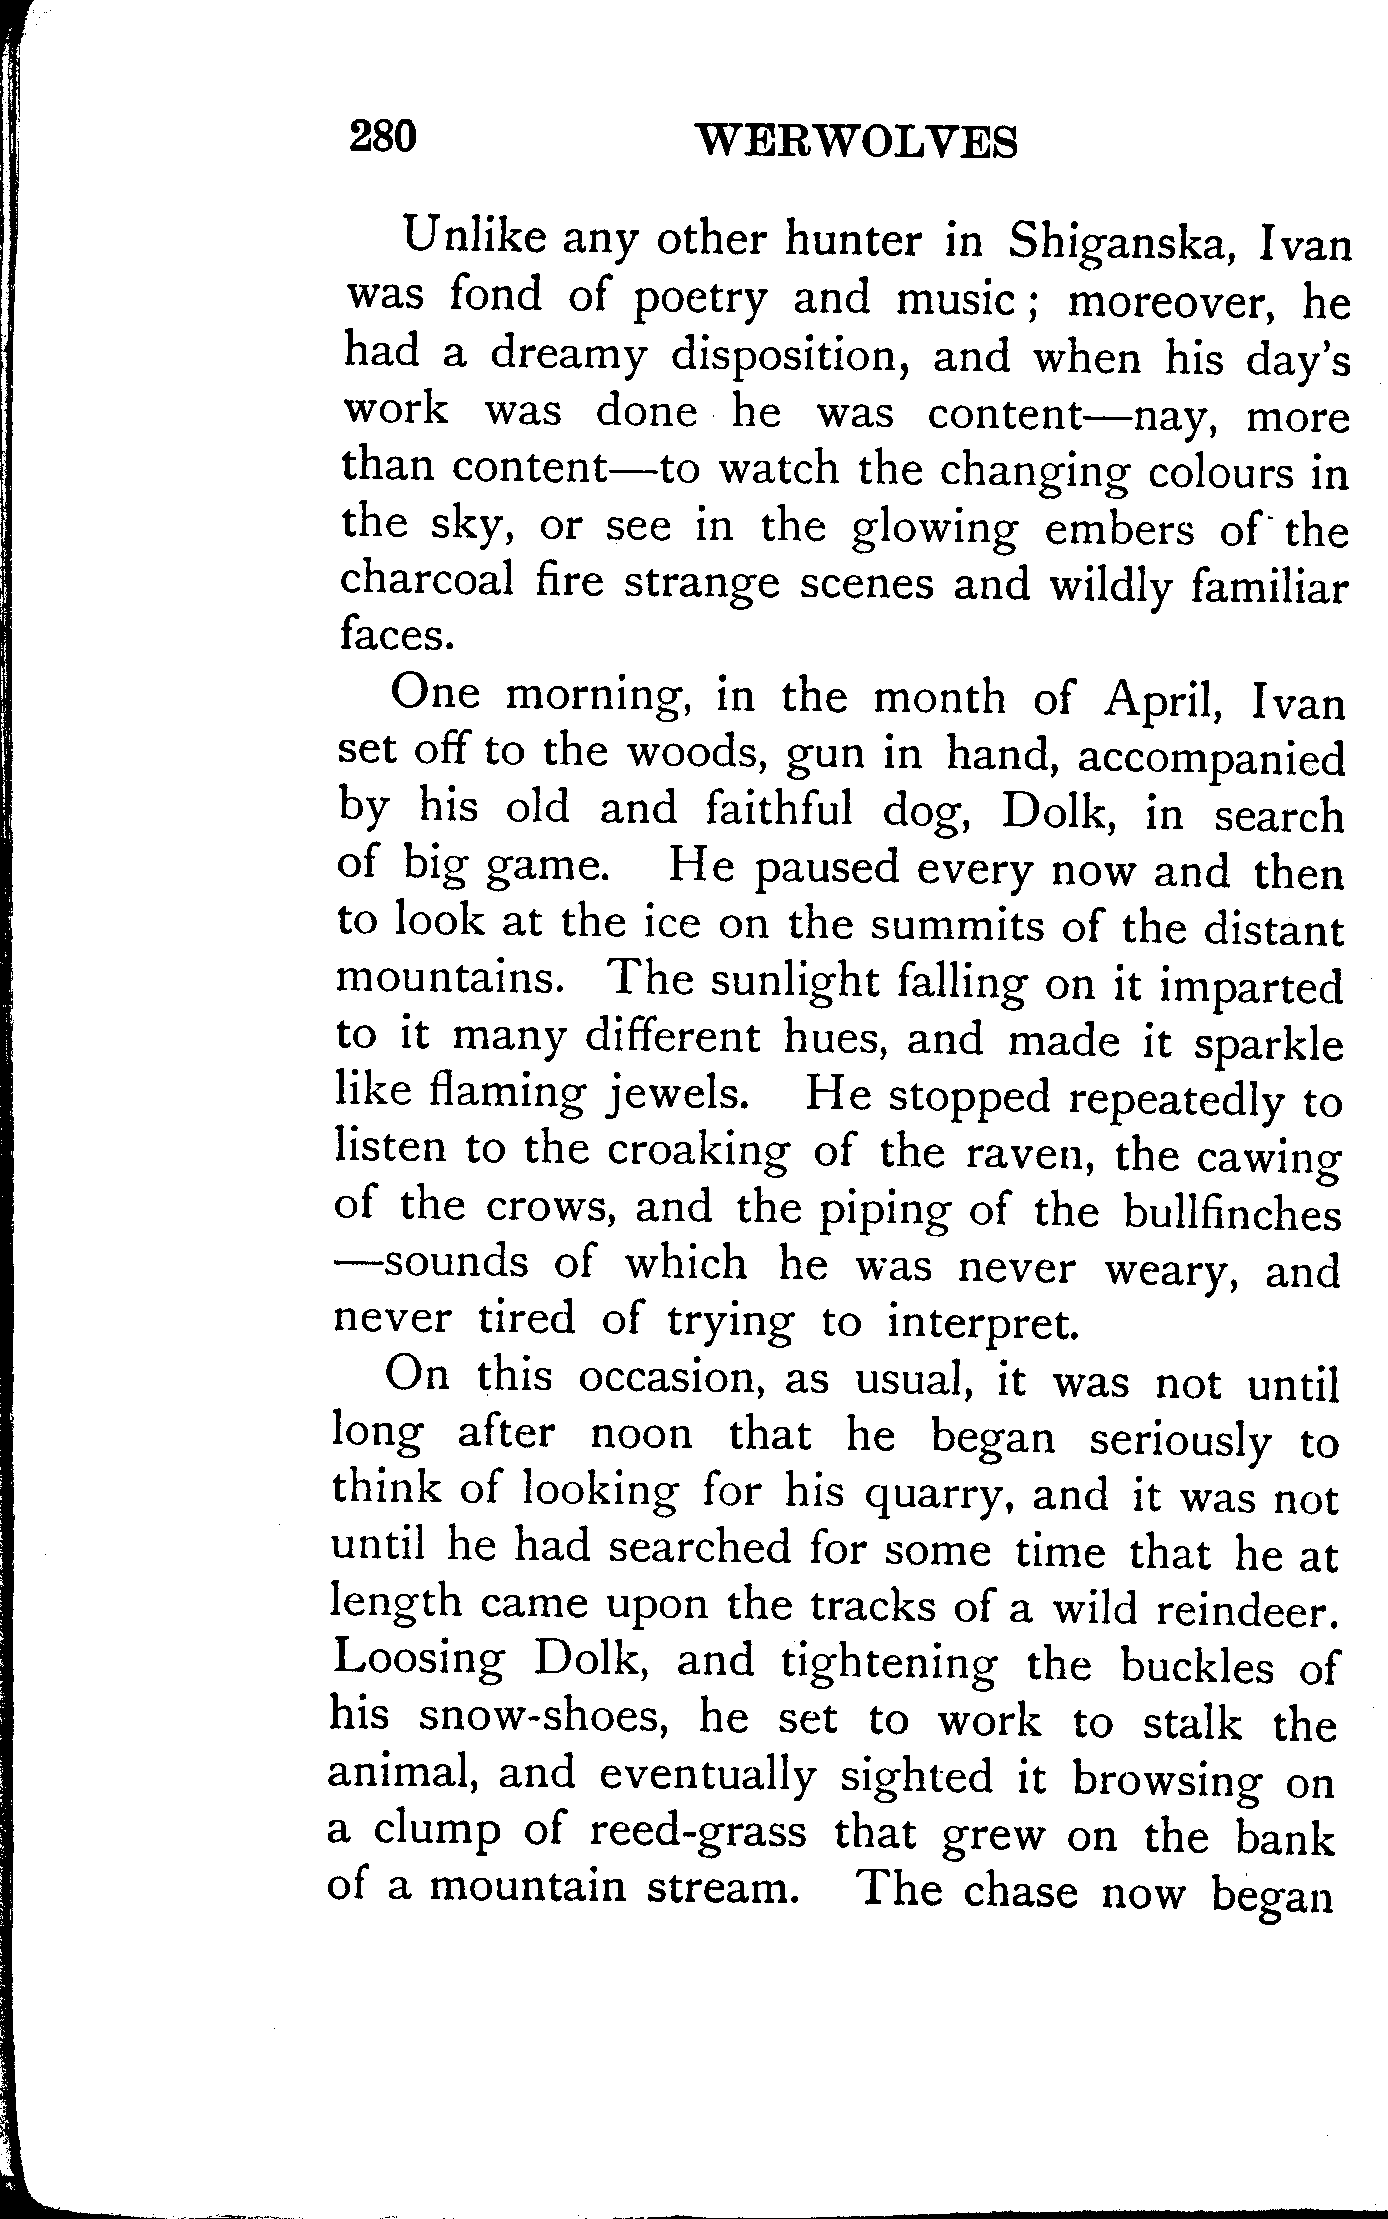 280 WERWOLVES
Unlike any other hunter in Shiganska, Ivan
was fond of poetry and music ; moreover, he
had a dreamy disposition, and when his day's
work was done he was content—nay, more
than content—to watch the changing colours in
the sky, or see in the glowing embers of the
charcoal fire strange scenes and wildly familiar
faces.
One morning, in the month of April, Ivan
set off to the woods, gun in hand, accompanied
by his old and faithful dog, Dolk, in search
of big game. He paused every now and then
to look at the ice on the summits of the distant
mountains. The sunlight falling on it imparted
to it many different hues, and made it sparkle
like flaming jewels. He stopped repeatedly to
listen to the croaking of the raven, the cawing
of the crows, and the piping of the bullfinches
—sounds of which he was never weary, and
never tired of trying to interpret.
On this occasion, as usual, it was not until
long after noon that he began seriously to
think of looking for his quarry, and it was not
until he had searched for some time that he at
length came upon the tracks of a wild reindeer.
Loosing Dolk, and tightening the buckles of
his snow-shoes, he set to work to stalk the
animal, and eventually sighted it browsing on
a clump of reed-grass that grew on the bank
of a mountain stream. The chase now began